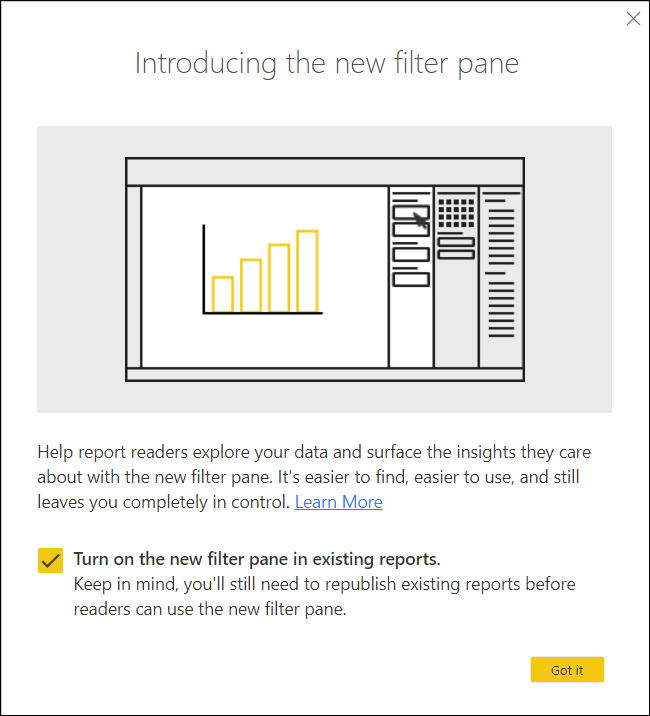 Introducing the new filter pane
Help report readers explore your data and surface the insights they care
about with the new filter pane. It's easier to find, easier to use, and still
leaves you completely in control. Learn More
Turn on the new filter pane in existing reports.
Keep in mind, you'll still need to republish existing reports before
readers can use the new filter pane.
Got it